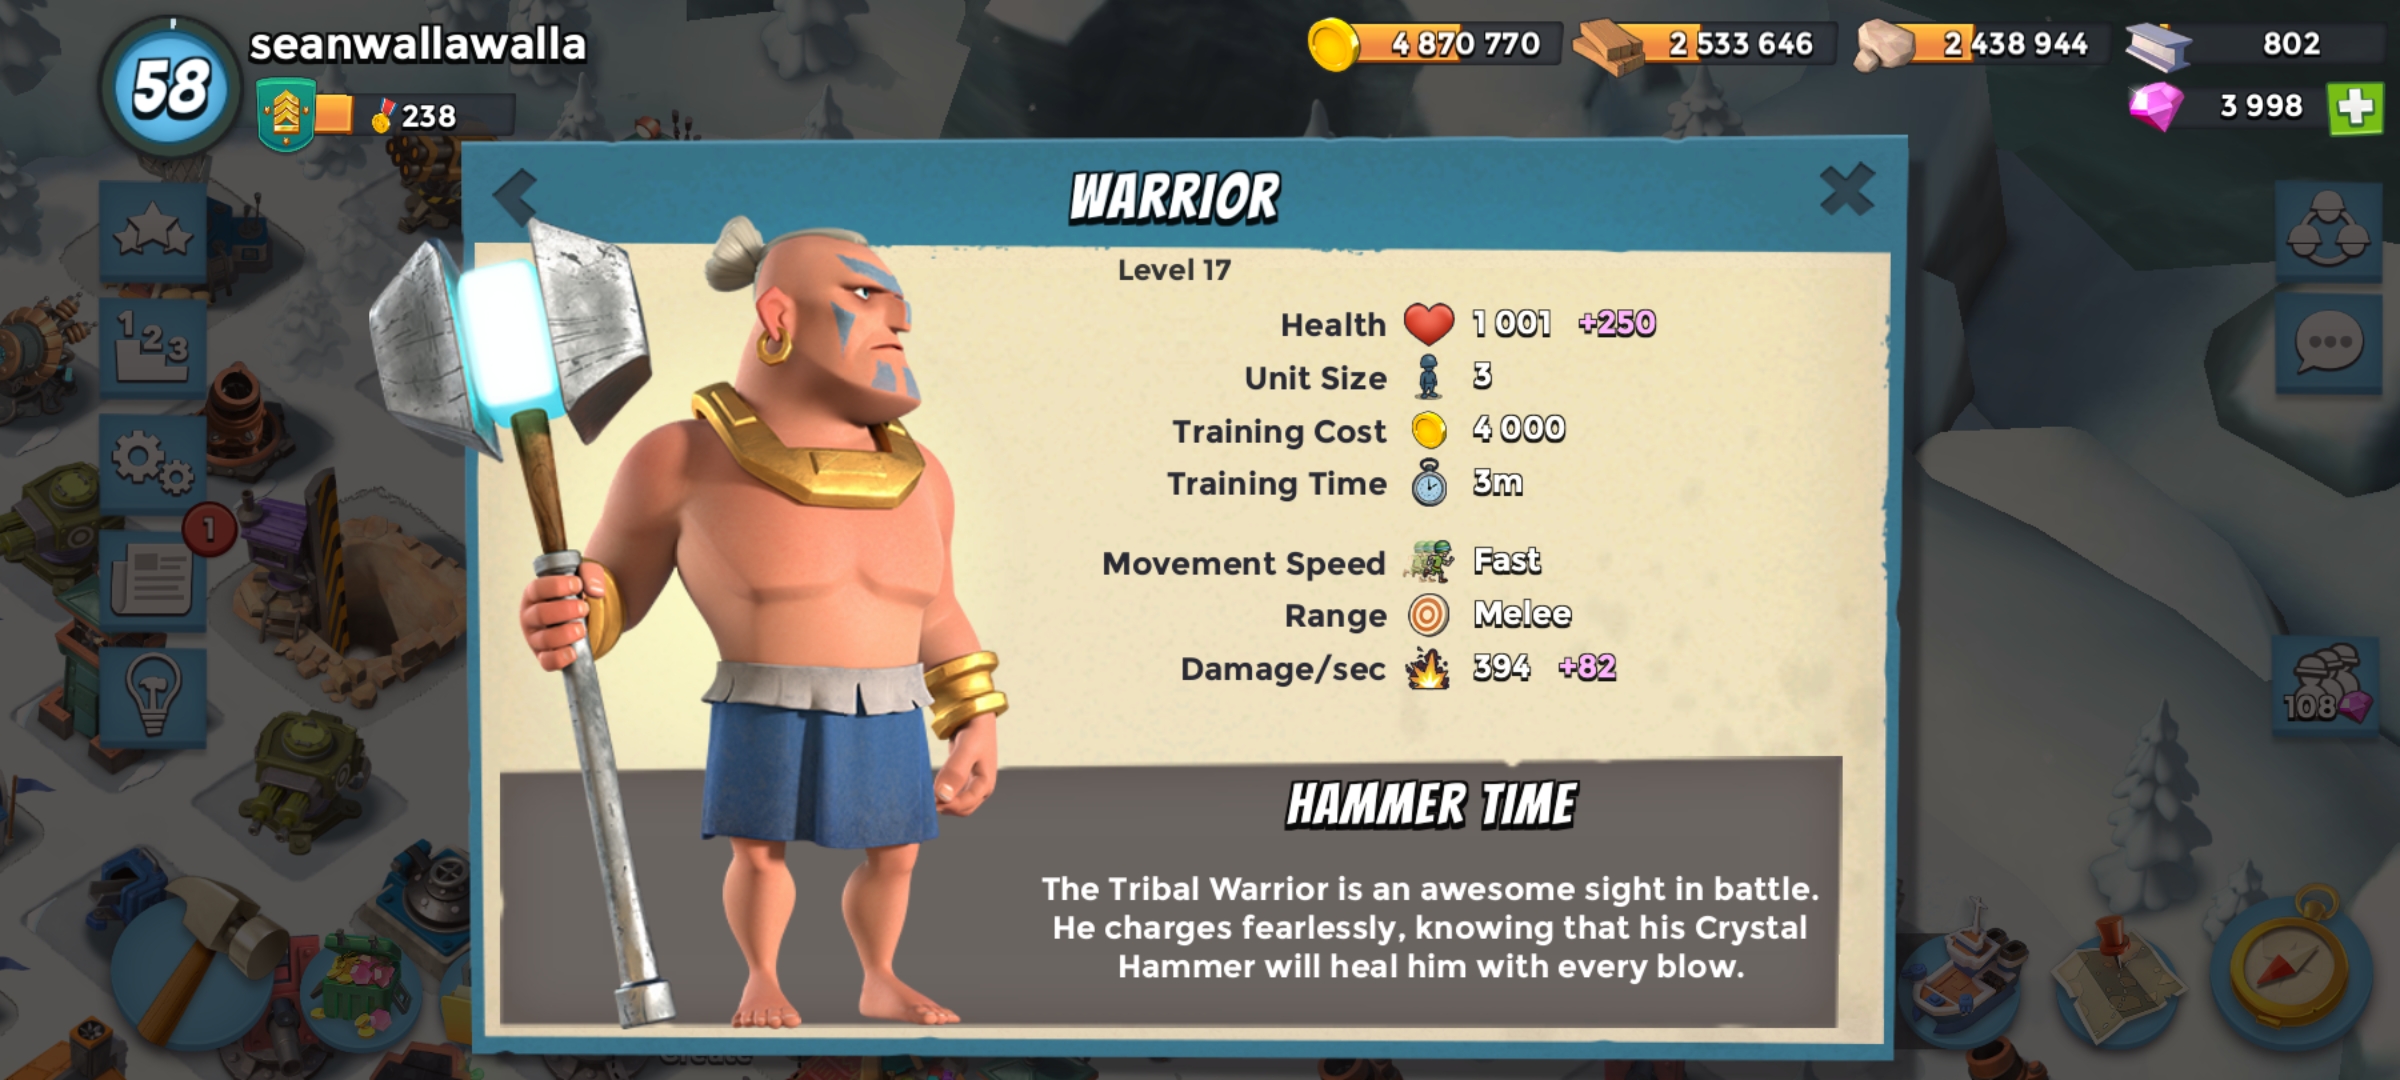 58
seanwallawalla
238
4 870 770
2 533 646
2 438 944
802
3 998
123
1
108
WARRIOR
Level 17
Health 1 001 +250
Unit Size 3
Training Cost 4 000
Training Time 3m
Movement Speed Fast
Range Melee
Damage/sec 394 +82
HAMMER TIME
The Tribal Warrior is an awesome sight in battle.
He charges fearlessly, knowing that his Crystal
Hammer will heal him with every blow.
Create